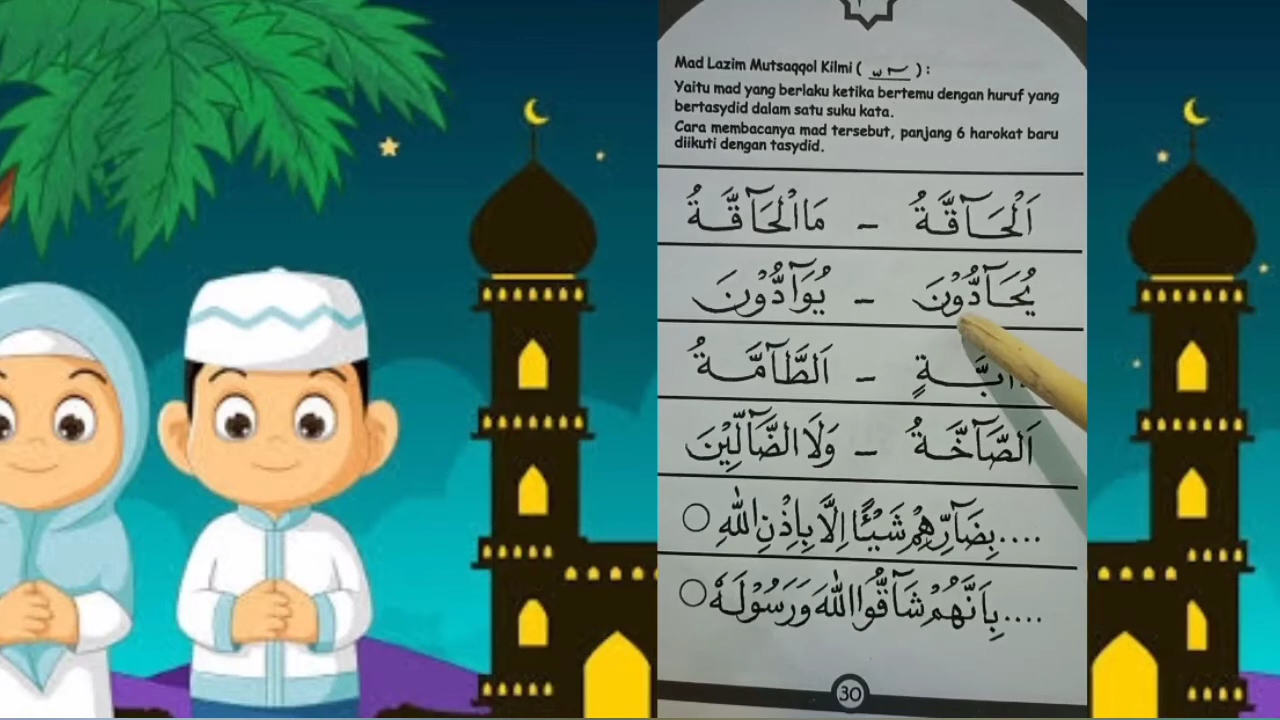 Mad Lazim Mutsaqqol Kilmi ( ) :
Yaitu mad yang berlaku ketika bertemu dengan huruf yang
bertasydid dalam satu suku kata.
Cara membacanya mad tersebut, panjang 6 harokat baru
diikuti dengan tasydid.
اَلْحَآقَّةُ – مَاالْحَآقَّةُ
يُحَآدُّوْنَ – يُوَآدُّوْنَ
– اَلطَّآمَّةُ
اَلصَّآخَّةُ – وَلَا الضَّآلِّيْنَ
....بِضَآرِّهِمْ شَيْئًا اِلَّا بِاِذْنِ اللهِ ○
....بِاَنَّهُمْ شَآقُّوا اللهَ وَرَسُوْلَهٗ ○
30